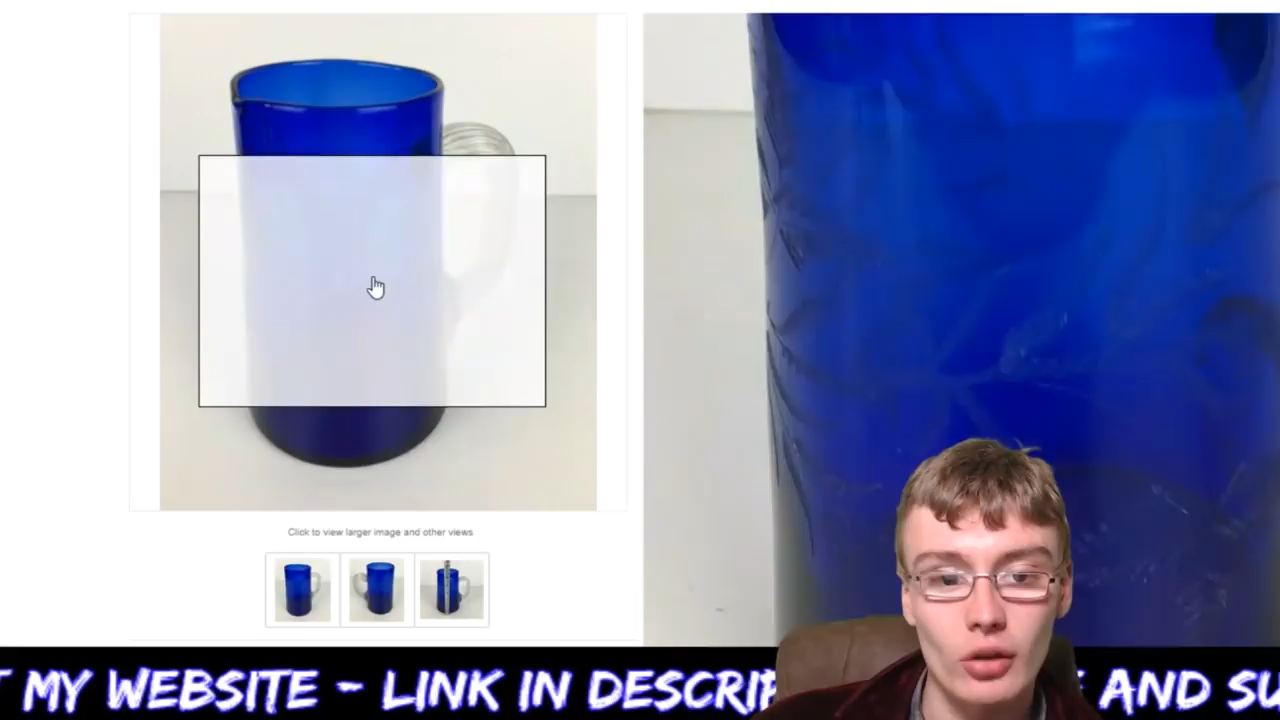 Click to view larger image and other views
T MY WEBSITE - LINK IN DESCRIP E AND SU